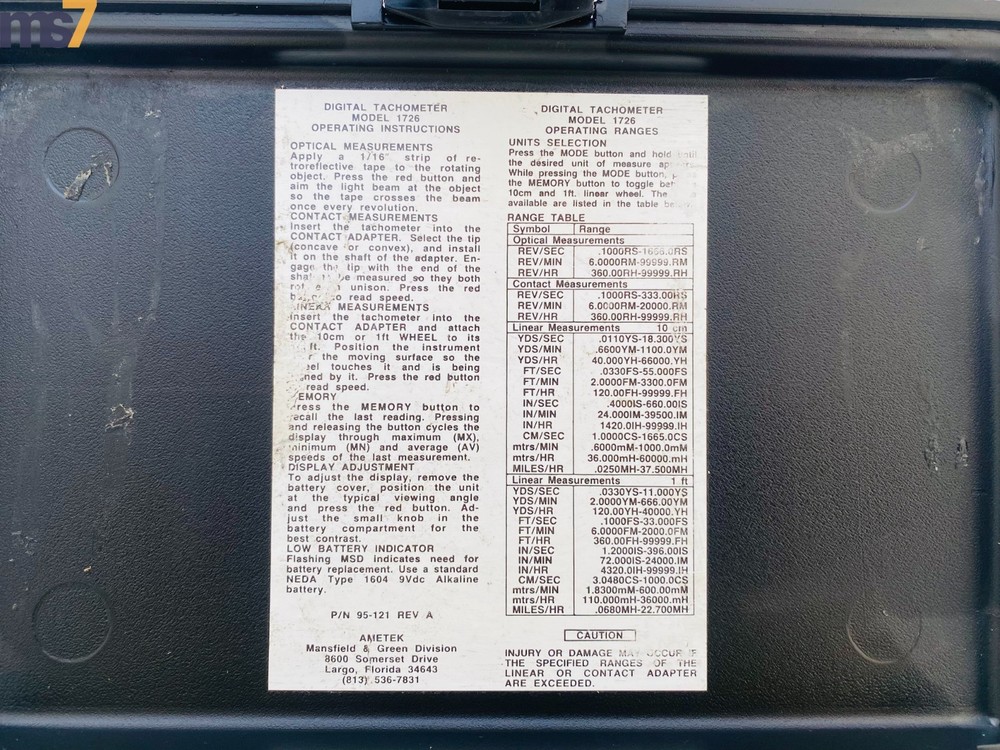 ms7
DIGITAL TACHOMETER
MODEL 1726
OPERATING INSTRUCTIONS
OPTICAL MEASUREMENTS
Apply a 1/16" strip of re-
troreflective tape to the rotating
object. Press the red button and
aim the light beam at the object
so the tape crosses the beam
once every revolution.
CONTACT MEASUREMENTS
Insert the tachometer into the
CONTACT ADAPTER. Select the tip
(concave or convex), and install
it on the shaft of the adapter. En-
gage the tip with the end of the
be measured so they both
unison. Press the red
to read speed.
MEASUREMENTS
Insert the tachometer into the
CONTACT ADAPTER and attach
the 10cm or 1ft WHEEL to its
Position the instrument
the moving surface so the
touches it and is being
by it. Press the red button
read speed.
Press the MEMORY button to
recall the last reading. Pressing
and releasing the button cycles the
display through maximum (MX),
minimum (MN) and average (AV)
speeds of the last measurement.
DISPLAY ADJUSTMENT
To adjust the display, remove the
battery cover, position the unit
at the typical viewing angle
and press the red button. Ad-
just the small knob in the
battery compartment for the
best contrast.
LOW BATTERY INDICATOR
Flashing MSD indicates need for
battery replacement. Use a standard
NEDA Type 1604 9Vdc Alkaline
battery.
P/N 95-121 REV A
AMETEK
Mansfield & Green Division
8600 Somerset Drive
Largo, Florida 34643
(813) 536-7831
DIGITAL TACHOMETER
MODEL 1726
OPERATING RANGES
UNITS SELECTION
Press the MODE button and hold
the desired unit of measure
While pressing the MODE button,
the MEMORY button to toggle
10cm and 1ft. linear wheel. The
available are listed in the table
RANGE TABLE
Symbol Range
Optical Measurements
REV/SEC .1000RS-1666.0RS
REV/MIN 6.0000RM-99999.RM
REV/HR 360.00RH-99999.RH
Contact Measurements
REV/SEC .1000RS-333.00RS
REV/MIN 6.0000RM-20000.RM
REV/HR 360.00RH-99999.RH
Linear Measurements 10 cm
YDS/SEC .0110YS-18.300YS
YDS/MIN .6600YM-1100.0YM
YDS/HR 40.000YH-66000.YH
FT/SEC .0330FS-55.000FS
FT/MIN 2.0000FM-3300.0FM
FT/HR 120.00FH-99999.FH
IN/SEC .4000IS-660.00IS
IN/MIN 24.000IM-39500.IM
IN/HR 1420.0IH-99999.IH
CM/SEC 1.0000CS-1665.0CS
mtrs/MIN .6000mM-1000.0mM
mtrs/HR 36.000mH-60000.mH
MILES/HR .0250MH-37.500MH
Linear Measurements 1 ft
YDS/SEC .0330YS-11.000YS
YDS/MIN 2.0000YM-666.00YM
YDS/HR 120.00YH-40000.YH
FT/SEC .1000FS-33.000FS
FT/MIN 6.0000FM-2000.0FM
FT/HR 360.00FH-99999.FH
IN/SEC 1.2000IS-396.00IS
IN/MIN 72.000IS-24000.IM
IN/HR 4320.0IH-99999.IH
CM/SEC 3.0480CS-1000.0CS
mtrs/MIN 1.8300mM-600.00mM
mtrs/HR 110.000mH-36000.mH
MILES/HR .0680MH-22.700MH
CAUTION
INJURY OR DAMAGE MAY OCCUR IF
THE SPECIFIED RANGES OF THE
LINEAR OR CONTACT ADAPTER
ARE EXCEEDED.